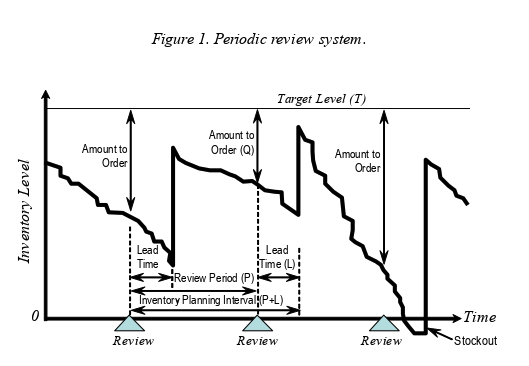 Figure 1. Periodic review system.
Target Level (T)
Amount to
Order
Amount to
Order (Q)
Amount to
Order
Inventory Level
Lead
Time
Lead
Time (L)
Review Period (P)
Inventory Planning Interval (P+L)
0
Time
Review
Review
Review
Stockout